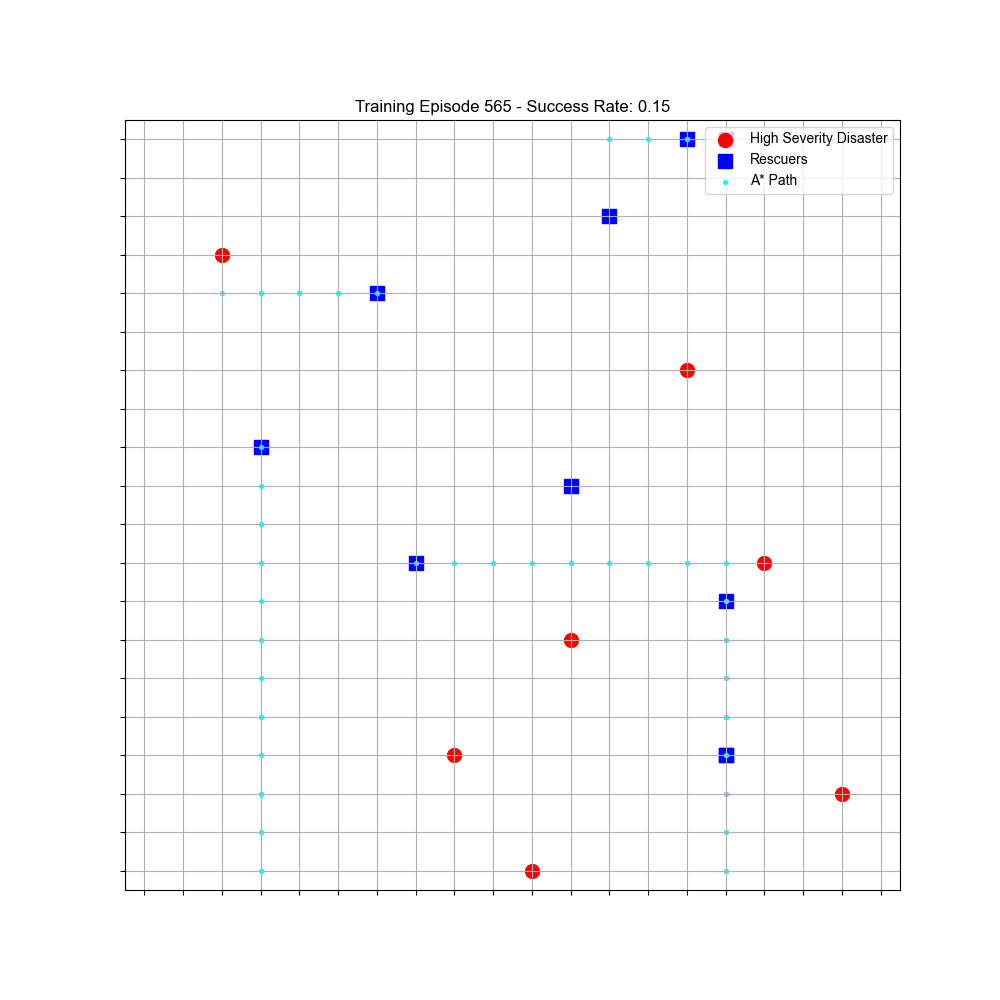 Training Episode 565 - Success Rate: 0.15
High Severity Disaster
Rescuers
A* Path